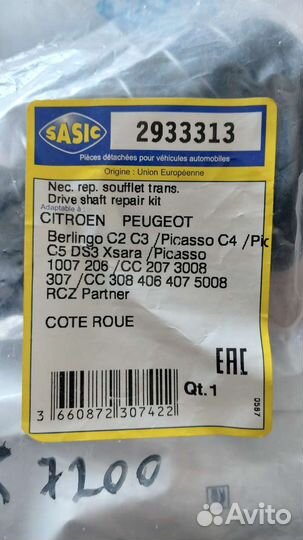 SASIC
2933313
Pièces détachées pour véhicules automobiles
Origine : Union Européenne
Nec. rep. soufflet trans.
Drive shaft repair kit
Adaptable à
CITROEN PEUGEOT
Berlingo C2 C3 /Picasso C4 /Pic
C5 DS3 Xsara /Picasso
1007 206 /CC 207 3008
307 /CC 308 406 407 5008
RCZ Partner
COTE ROUE
EAC
Qt. 1
3 660872 307422
0587
7200
Avito